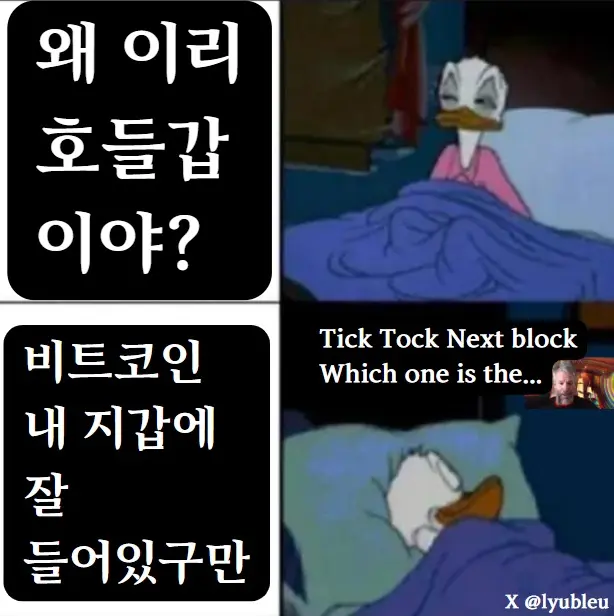 왜 이리
호들갑
이야?
비트코인
내 지갑에
잘
들어있구만
Tick Tock Next block
Which one is the...
X @lyubleu